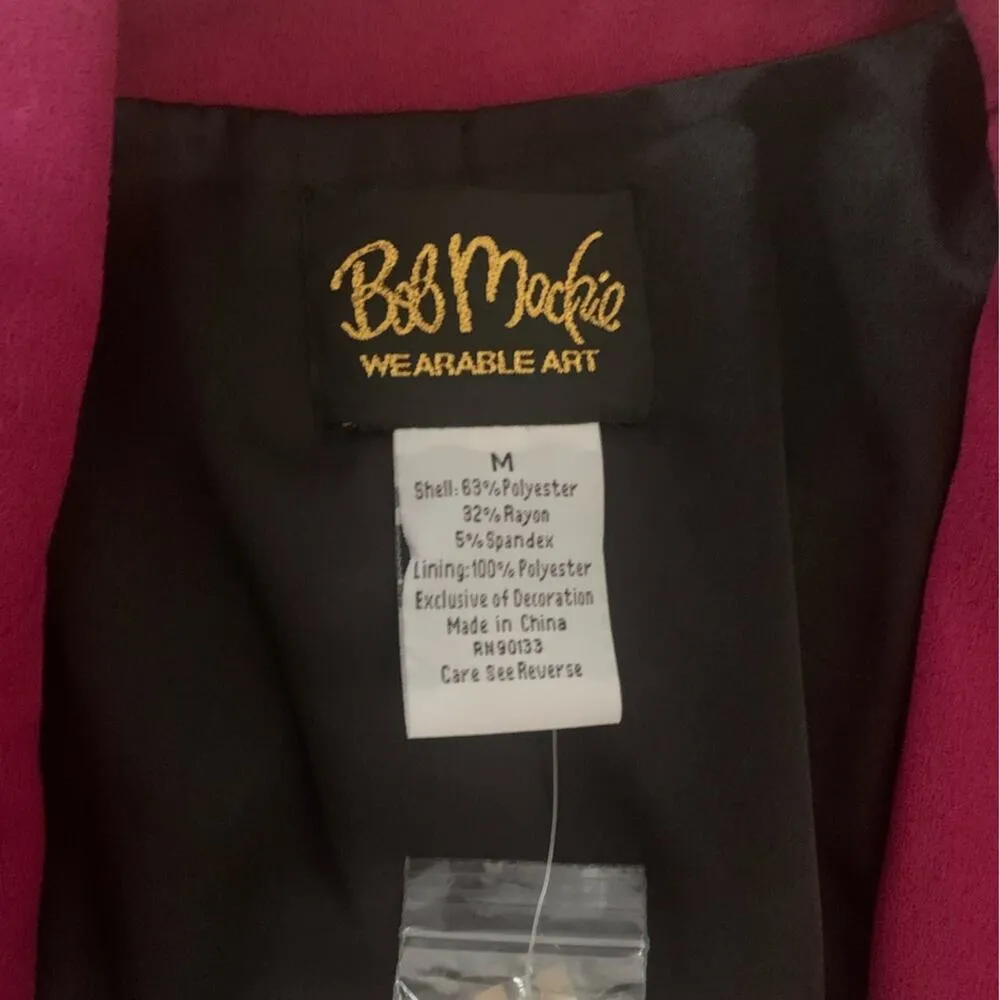 Bob Mackie
WEARABLE ART
M
Shell: 63% Polyester
32% Rayon
5% Spandex
Lining: 100% Polyester
Exclusive of Decoration
Made in China
RN90133
Care See Reverse